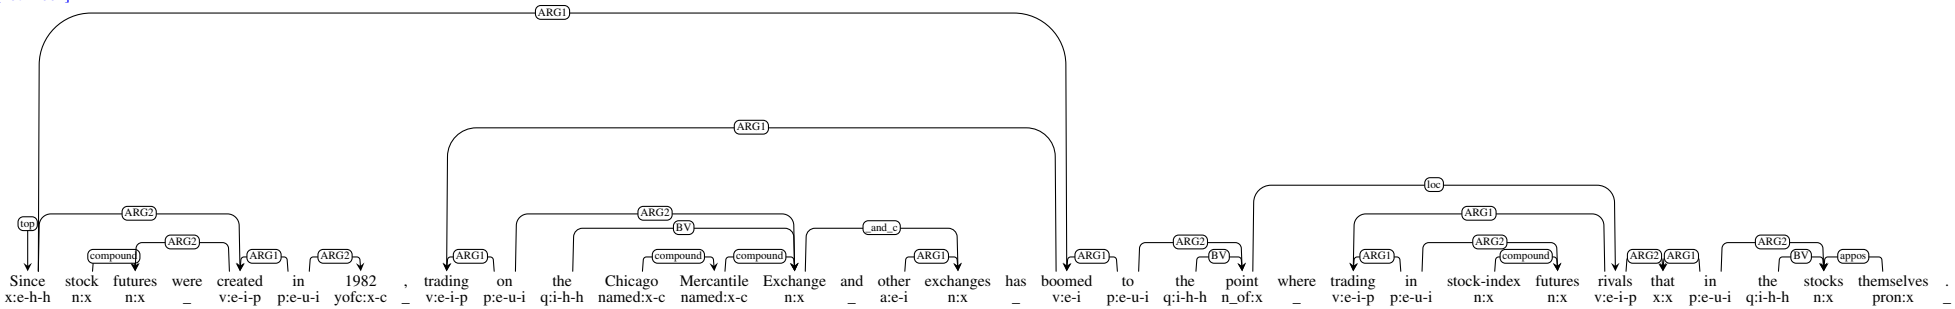 ARG1
ARG1
loc
top ARG2 ARG2 ARG1
BV _and_c
ARG2 ARG2 ARG2 ARG2
compound ARG1 ARG2 ARG1 compound compound ARG1 ARG1 BV ARG1 compound ARG2 ARG1 BV appos
Since stock futures were created in 1982 , trading on the Chicago Mercantile Exchange and other exchanges has boomed to the point where trading in stock-index futures rivals that in the stocks themselves .
x:e-h-h n:x n:x _ v:e-i-p p:e-u-i yofc:x-c _ v:e-i-p p:e-u-i q:i-h-h named:x-c named:x-c n:x _ a:e-i n:x _ v:e-i p:e-u-i q:i-h-h n_of:x _ v:e-i-p p:e-u-i n:x n:x v:e-i-p x:x p:e-u-i q:i-h-h n:x pron:x _